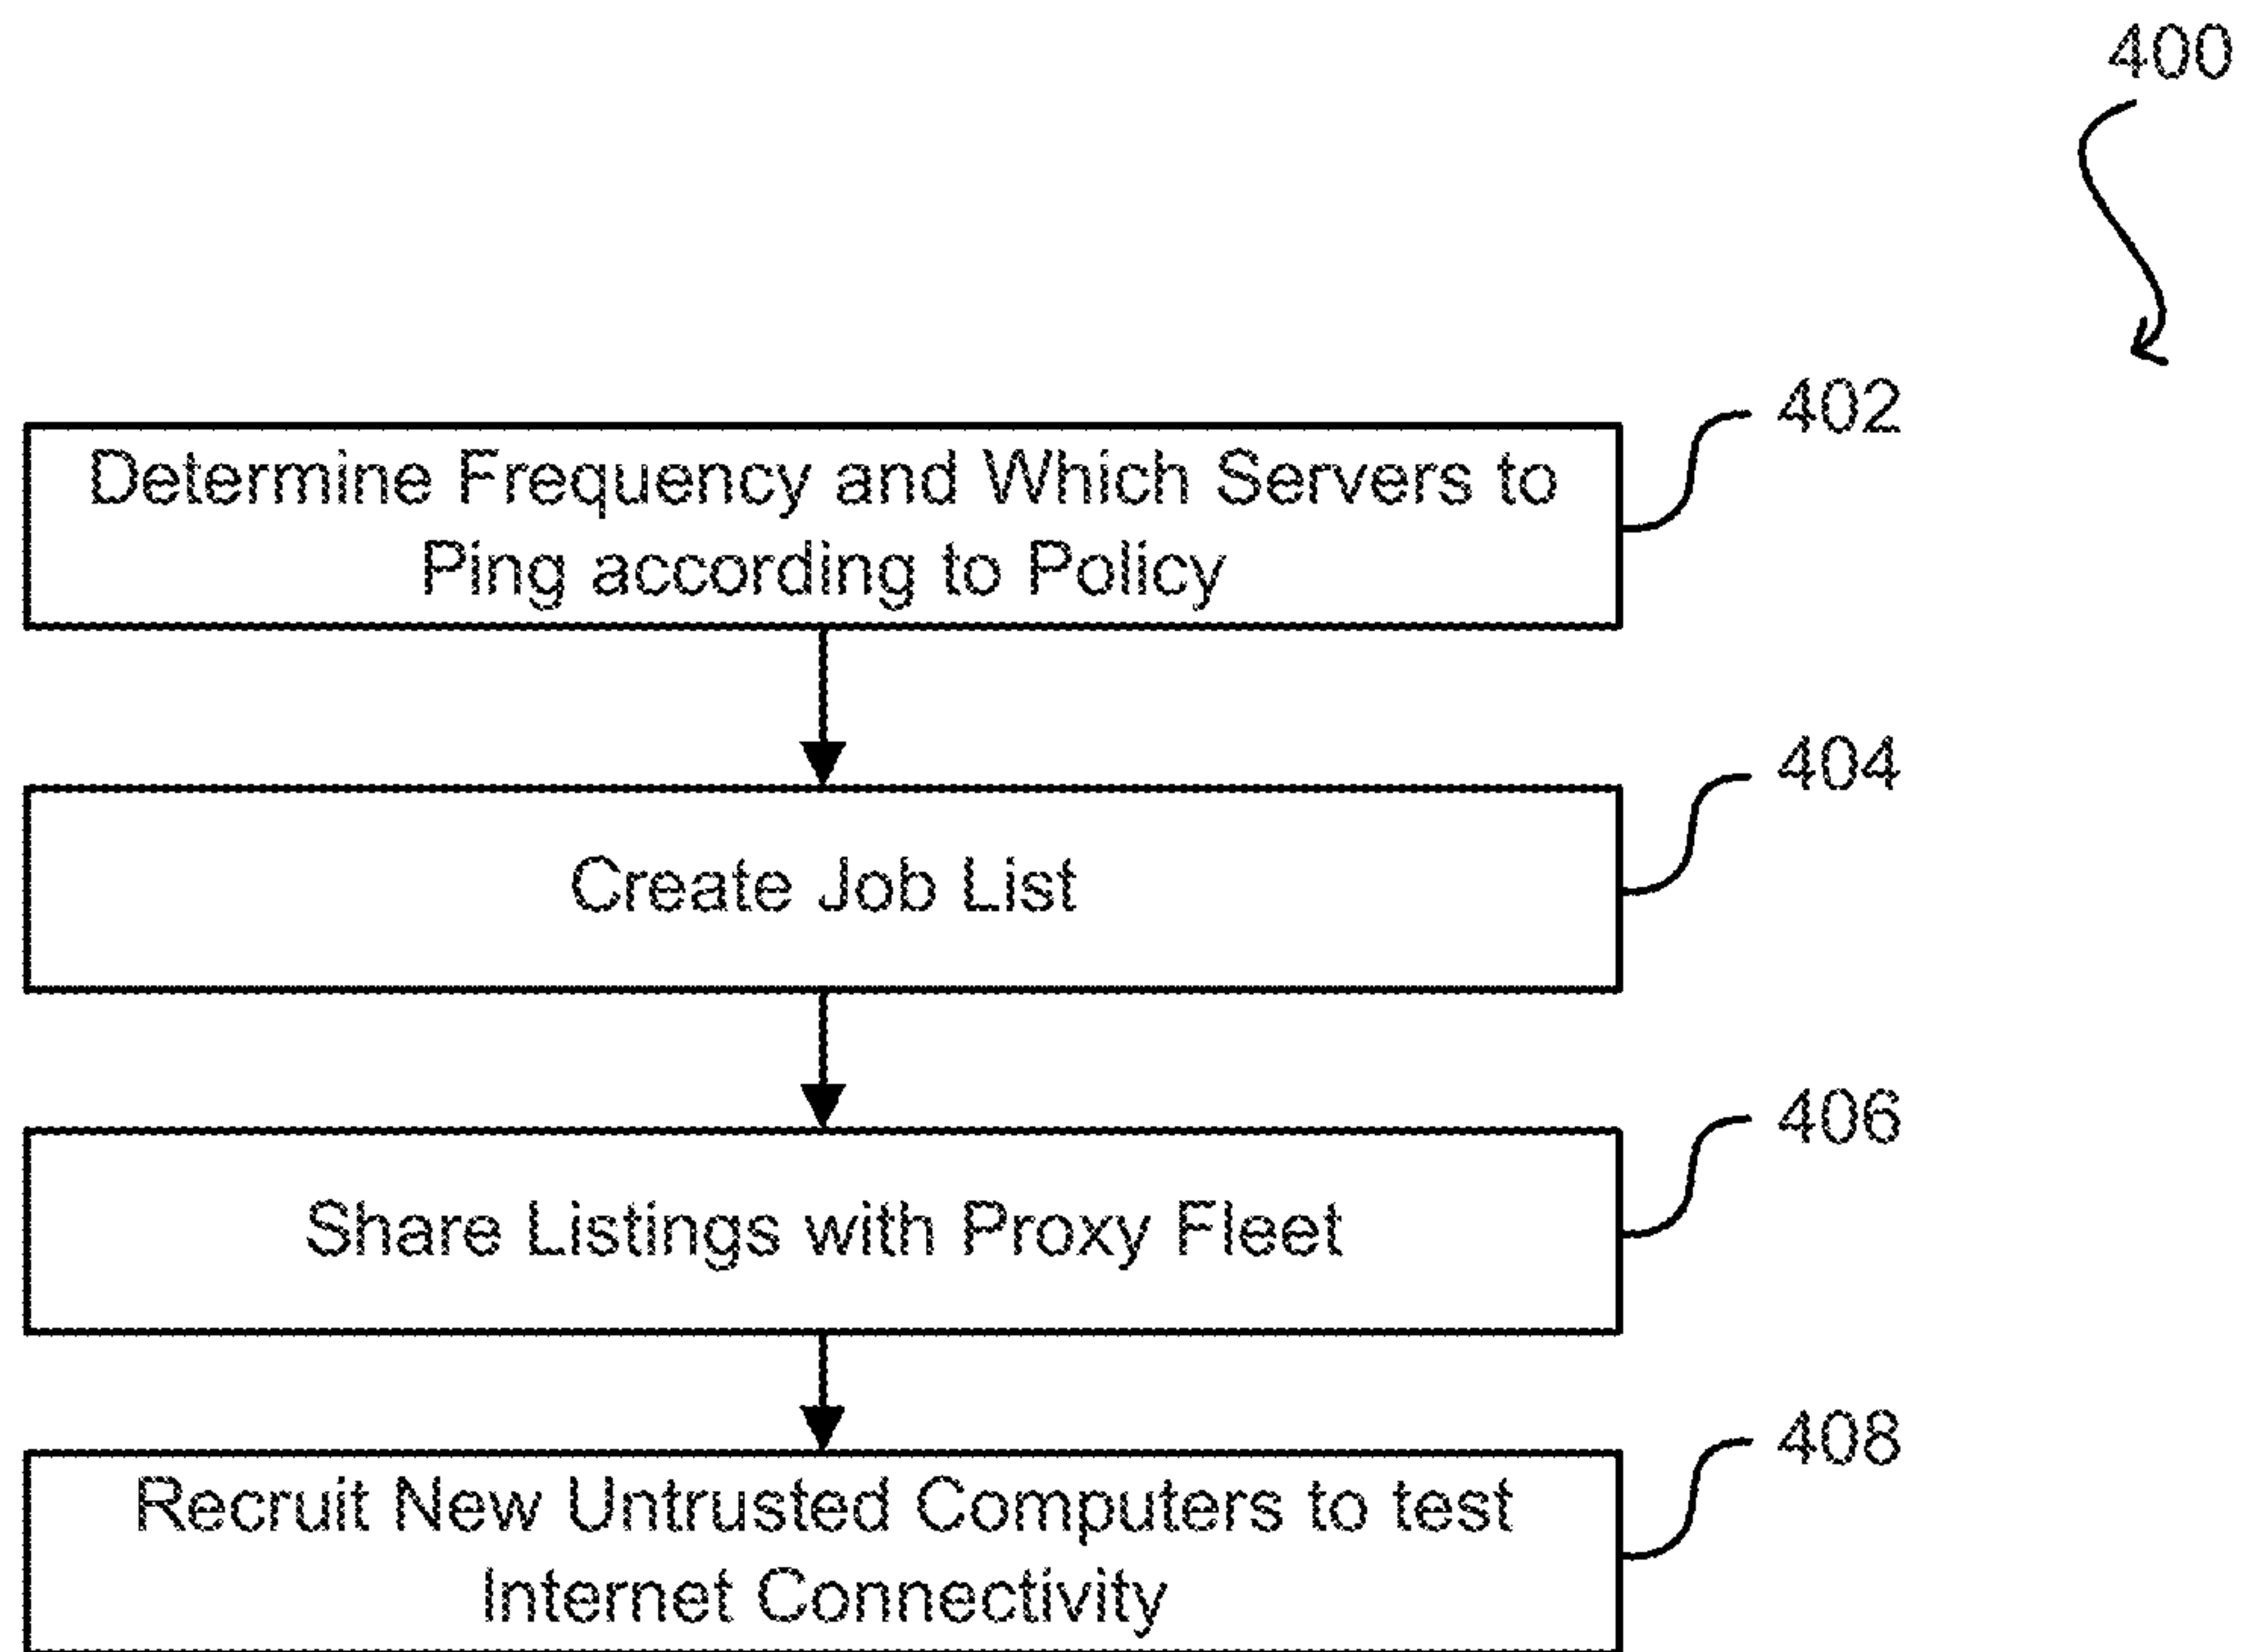 400
402
Determine Frequency and Which Servers to
Ping according to Policy
404
Create Job List
406
Share Listings with Proxy Fleet
408
Recruit New Untrusted Computers to test
Internet Connectivity